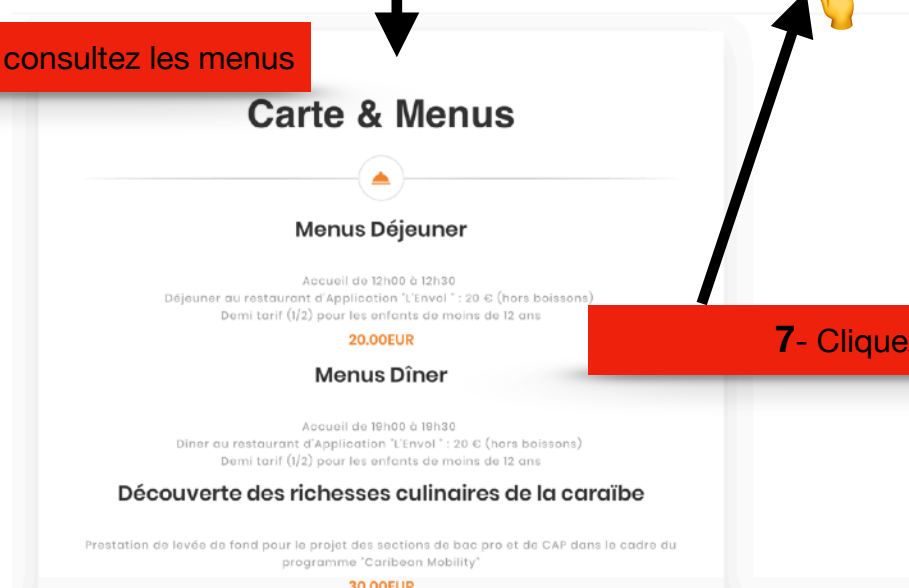 consultez les menus
Carte & Menus
Menus Déjeuner
Accueil de 12h00 à 12h30
Déjeuner au restaurant d'Application "L'Envol" : 20 € (hors boissons)
Demi tarif (1/2) pour les enfants de moins de 12 ans
20.00EUR
7- Cliquez
Menus Dîner
Accueil de 19h00 à 19h30
Diner au restaurant d'Application "L'Envol" : 20 € (hors boissons)
Demi tarif (1/2) pour les enfants de moins de 12 ans
Découverte des richesses culinaires de la caraïbe
Prestation de levée de fond pour le projet des sections de bac pro et de CAP dans le cadre du
programme "Caribean Mobility"
30.00EUR